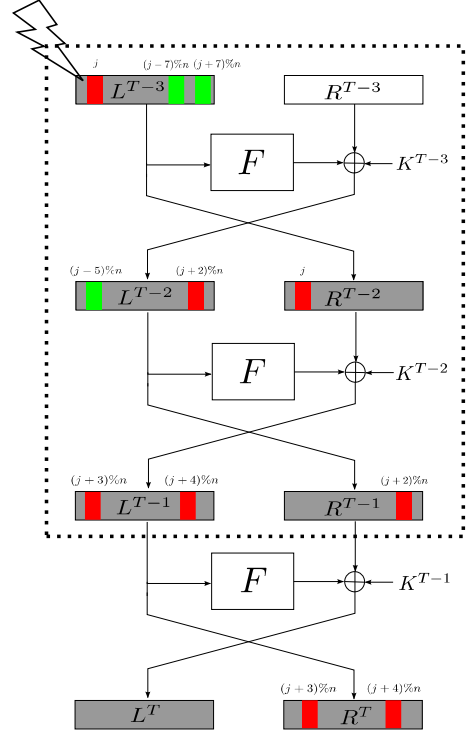 j (j − 7)%n (j + 7)%n
L^{T−3} R^{T−3}
F K^{T−3}
(j − 5)%n (j + 2)%n j
L^{T−2} R^{T−2}
F K^{T−2}
(j + 3)%n (j + 4)%n (j + 2)%n
L^{T−1} R^{T−1}
F K^{T−1}
(j + 3)%n (j + 4)%n
L^T R^T